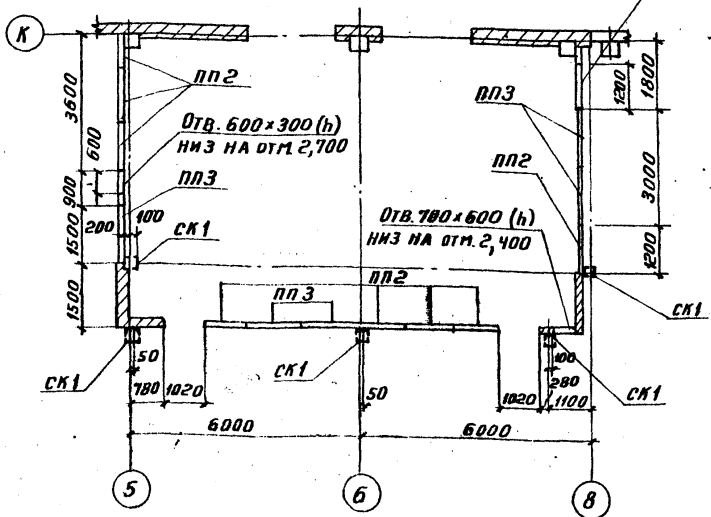 К
ПП2
ОТВ. 600×300 (h)
НИЗ НА ОТМ. 2,700
ПП3
3600
600
900
200
100
1500
СК1
1500
ПП3
ПП2
1200
1800
3000
1200
ОТВ. 700×600 (h)
НИЗ НА ОТМ. 2,400
ПП2
ПП3
СК1
СК1
50
780
1020
СК1
50
1020
100
280
1100
СК1
6000
6000
5
6
8